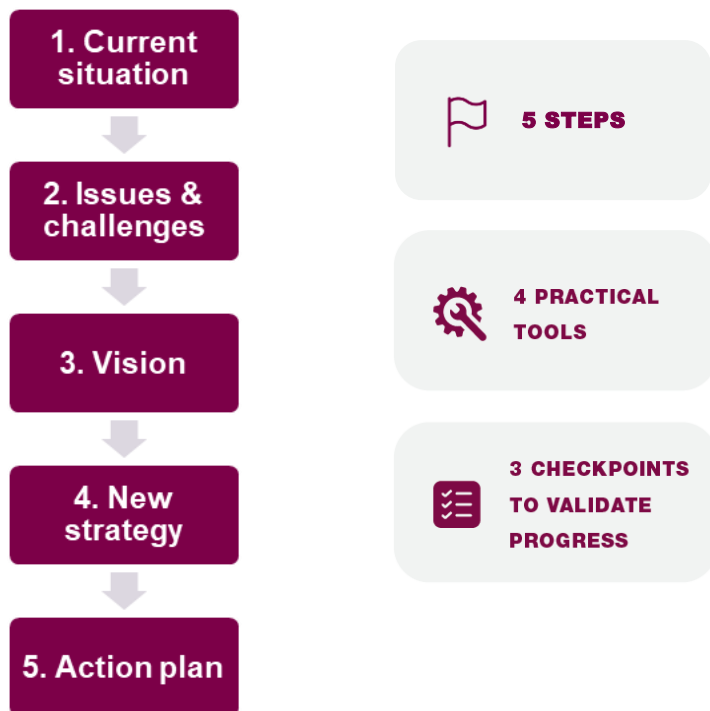 1. Current
situation
2. Issues &
challenges
3. Vision
4. New
strategy
5. Action plan
5 STEPS
4 PRACTICAL
TOOLS
3 CHECKPOINTS
TO VALIDATE
PROGRESS